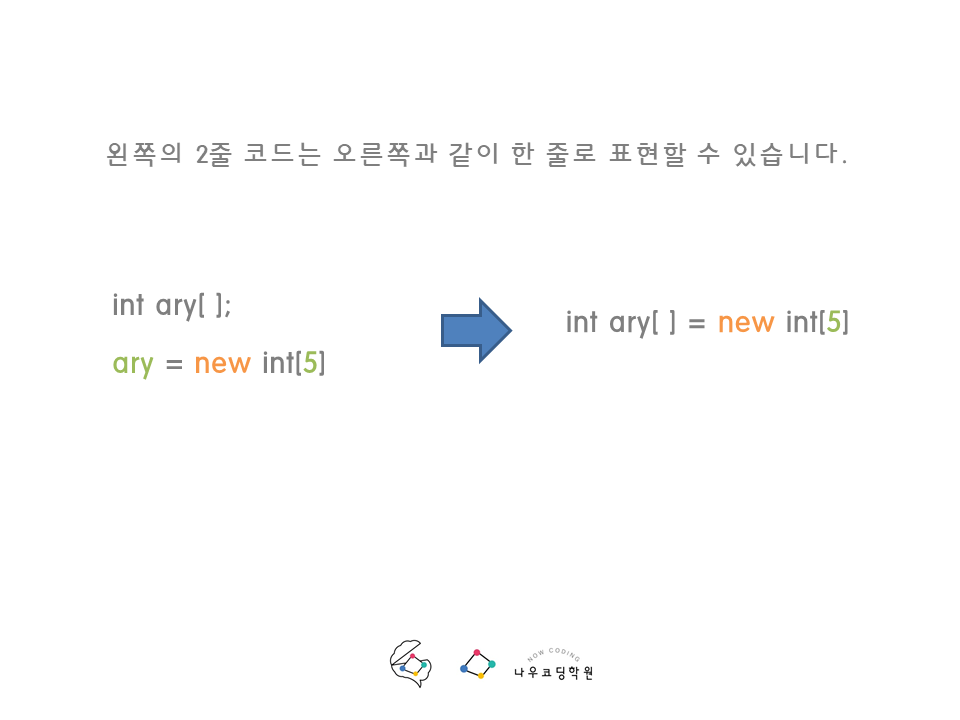 왼쪽의 2줄 코드는 오른쪽과 같이 한 줄로 표현할 수 있습니다.
int ary[ ];
ary = new int[5]
int ary[ ] = new int[5]
NOW CODING
나우코딩학원